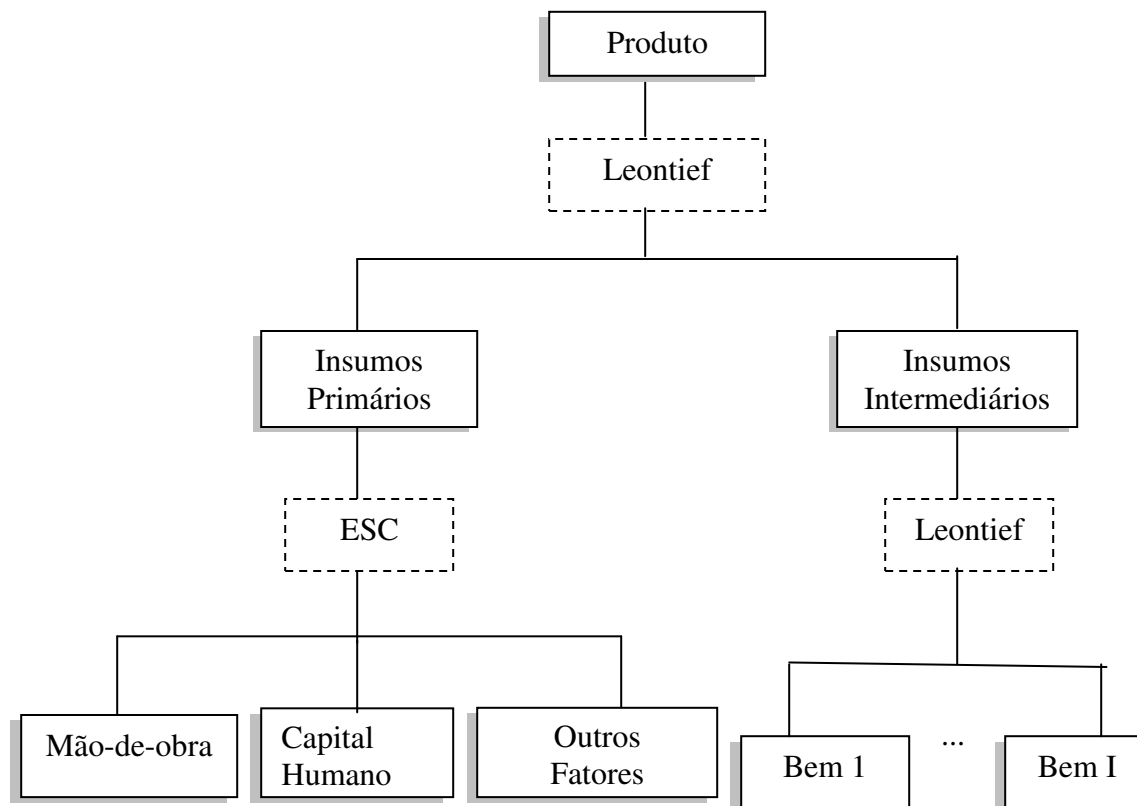 Produto
Leontief
Insumos
Primários
Insumos
Intermediários
ESC
Leontief
Mão-de-obra
Capital
Humano
Outros
Fatores
Bem 1
...
Bem I